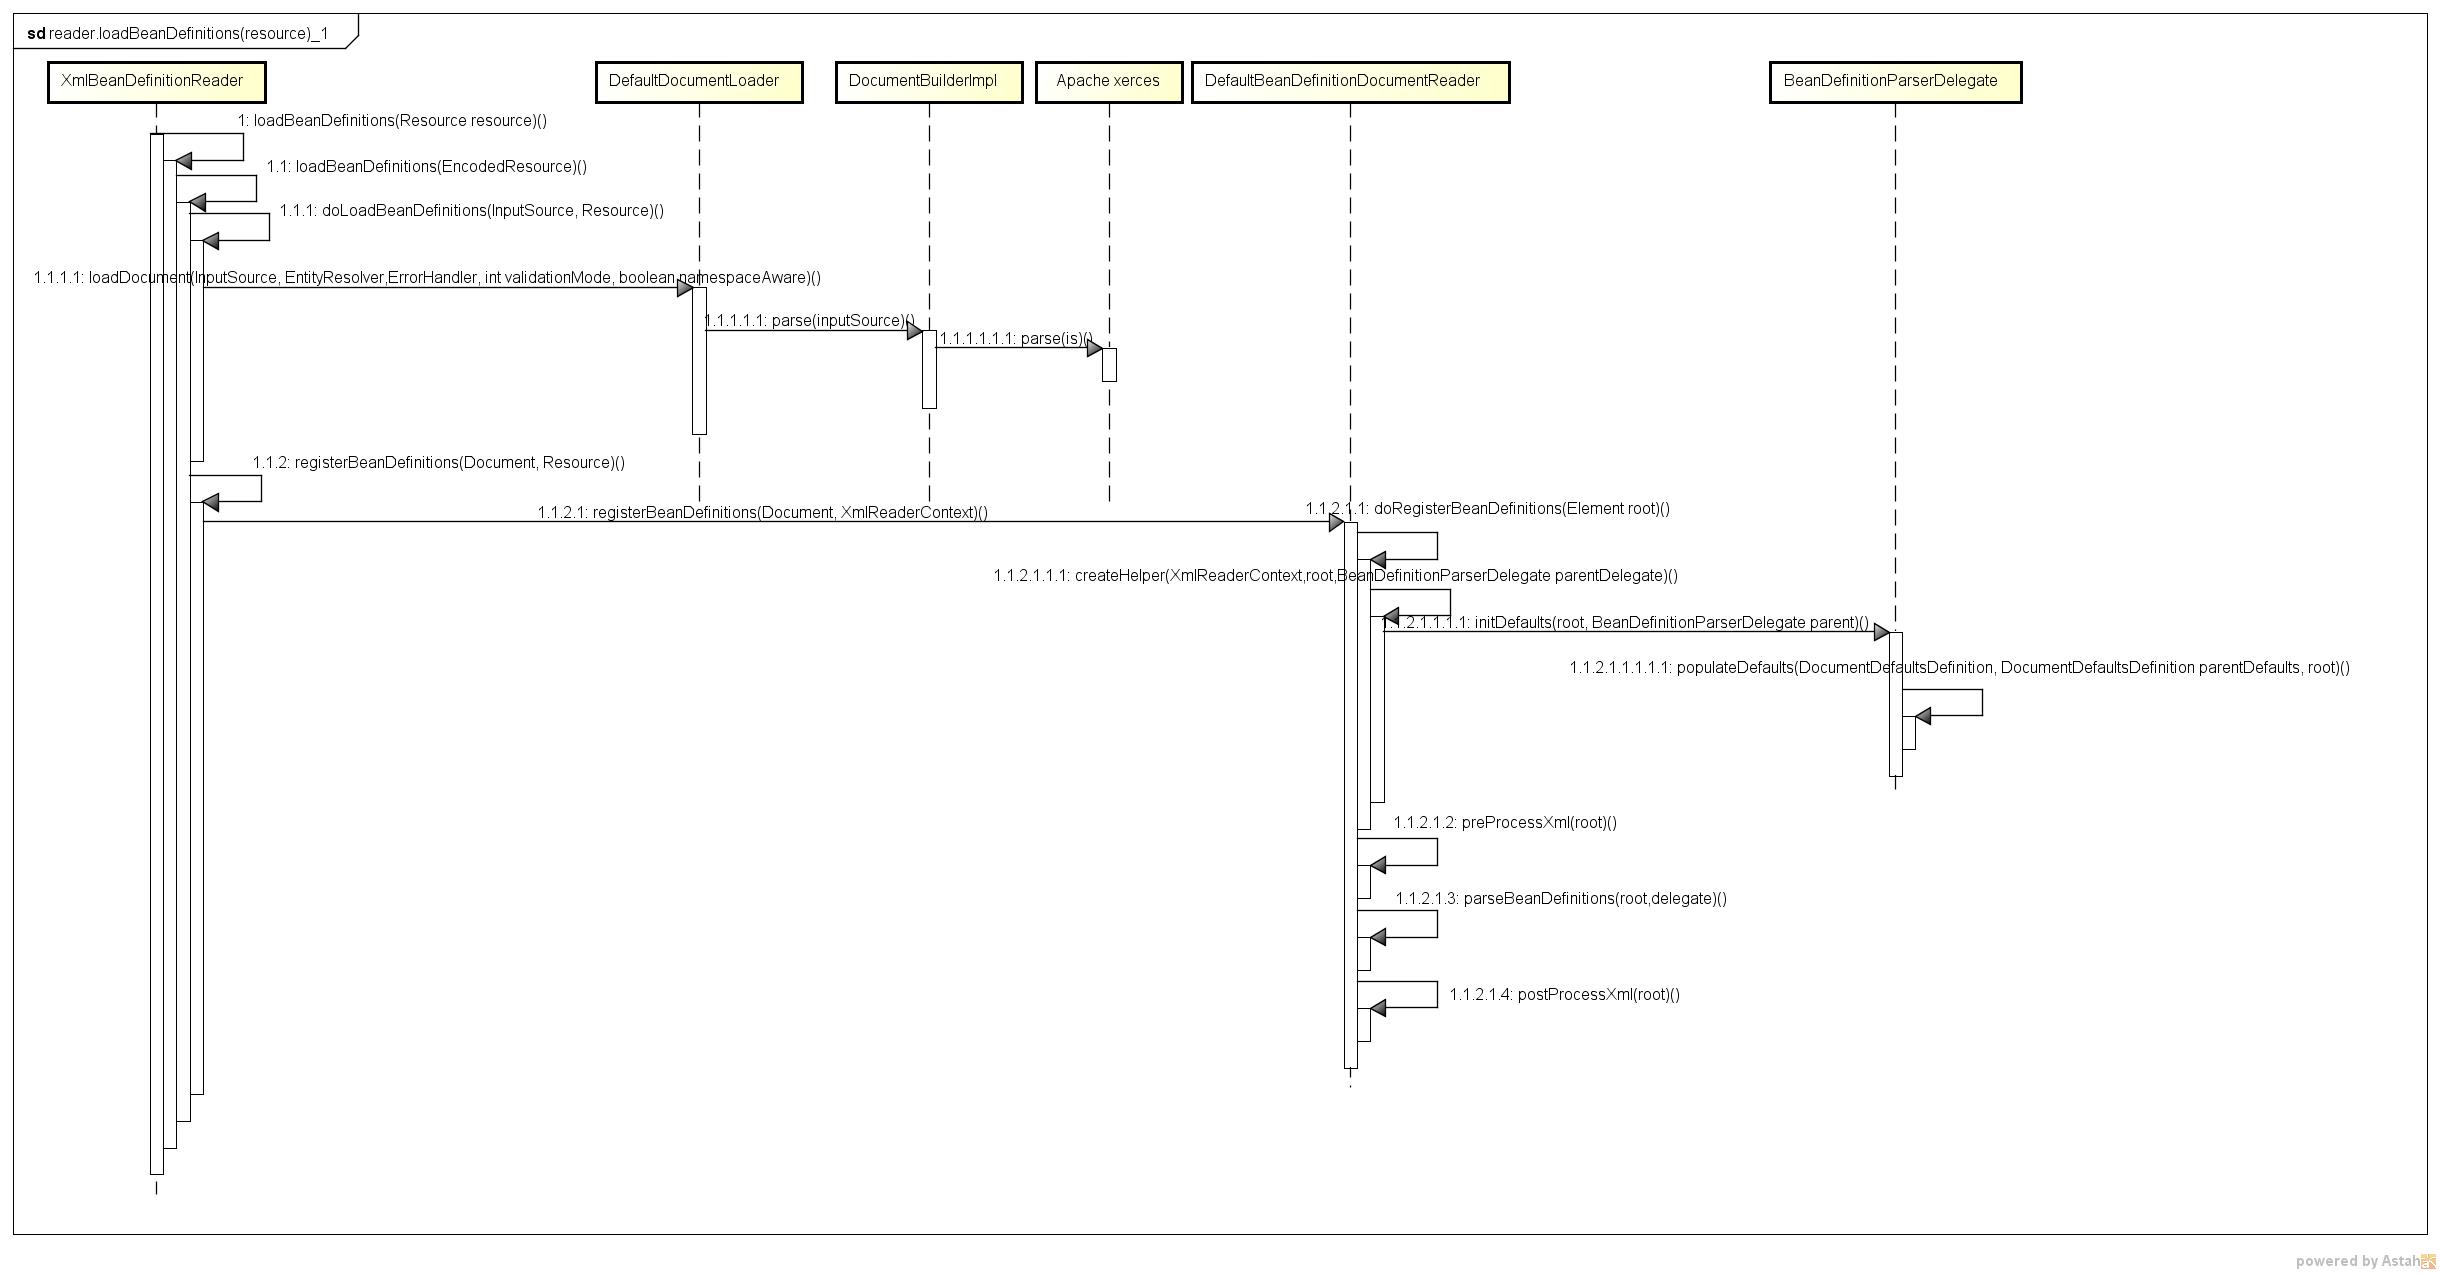 sd reader.loadBeanDefinitions(resource)_1
XmlBeanDefinitionReader
DefaultDocumentLoader
DocumentBuilderImpl
Apache xerces
DefaultBeanDefinitionDocumentReader
BeanDefinitionParserDelegate
1: loadBeanDefinitions(Resource resource)()
1.1: loadBeanDefinitions(EncodedResource)()
1.1.1: doLoadBeanDefinitions(InputSource, Resource)()
1.1.1.1: loadDocument(InputSource, EntityResolver,ErrorHandler, int validationMode, boolean namespaceAware)()
1.1.1.1.1: parse(inputSource)()
1.1.1.1.1.1: parse(is)()
1.1.2: registerBeanDefinitions(Document, Resource)()
1.1.2.1: registerBeanDefinitions(Document, XmlReaderContext)()
1.1.2.1.1: doRegisterBeanDefinitions(Element root)()
1.1.2.1.1.1: createHelper(XmlReaderContext,root,BeanDefinitionParserDelegate parentDelegate)()
1.1.2.1.1.1.1: initDefaults(root, BeanDefinitionParserDelegate parent)()
1.1.2.1.1.1.1.1: populateDefaults(DocumentDefaultsDefinition, DocumentDefaultsDefinition parentDefaults, root)()
1.1.2.1.2: preProcessXml(root)()
1.1.2.1.3: parseBeanDefinitions(root,delegate)()
1.1.2.1.4: postProcessXml(root)()
powered by Astah